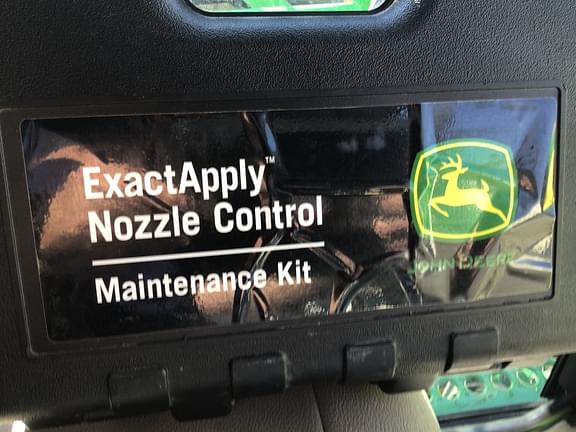 ExactApply™
Nozzle Control
Maintenance Kit
JOHN DEERE